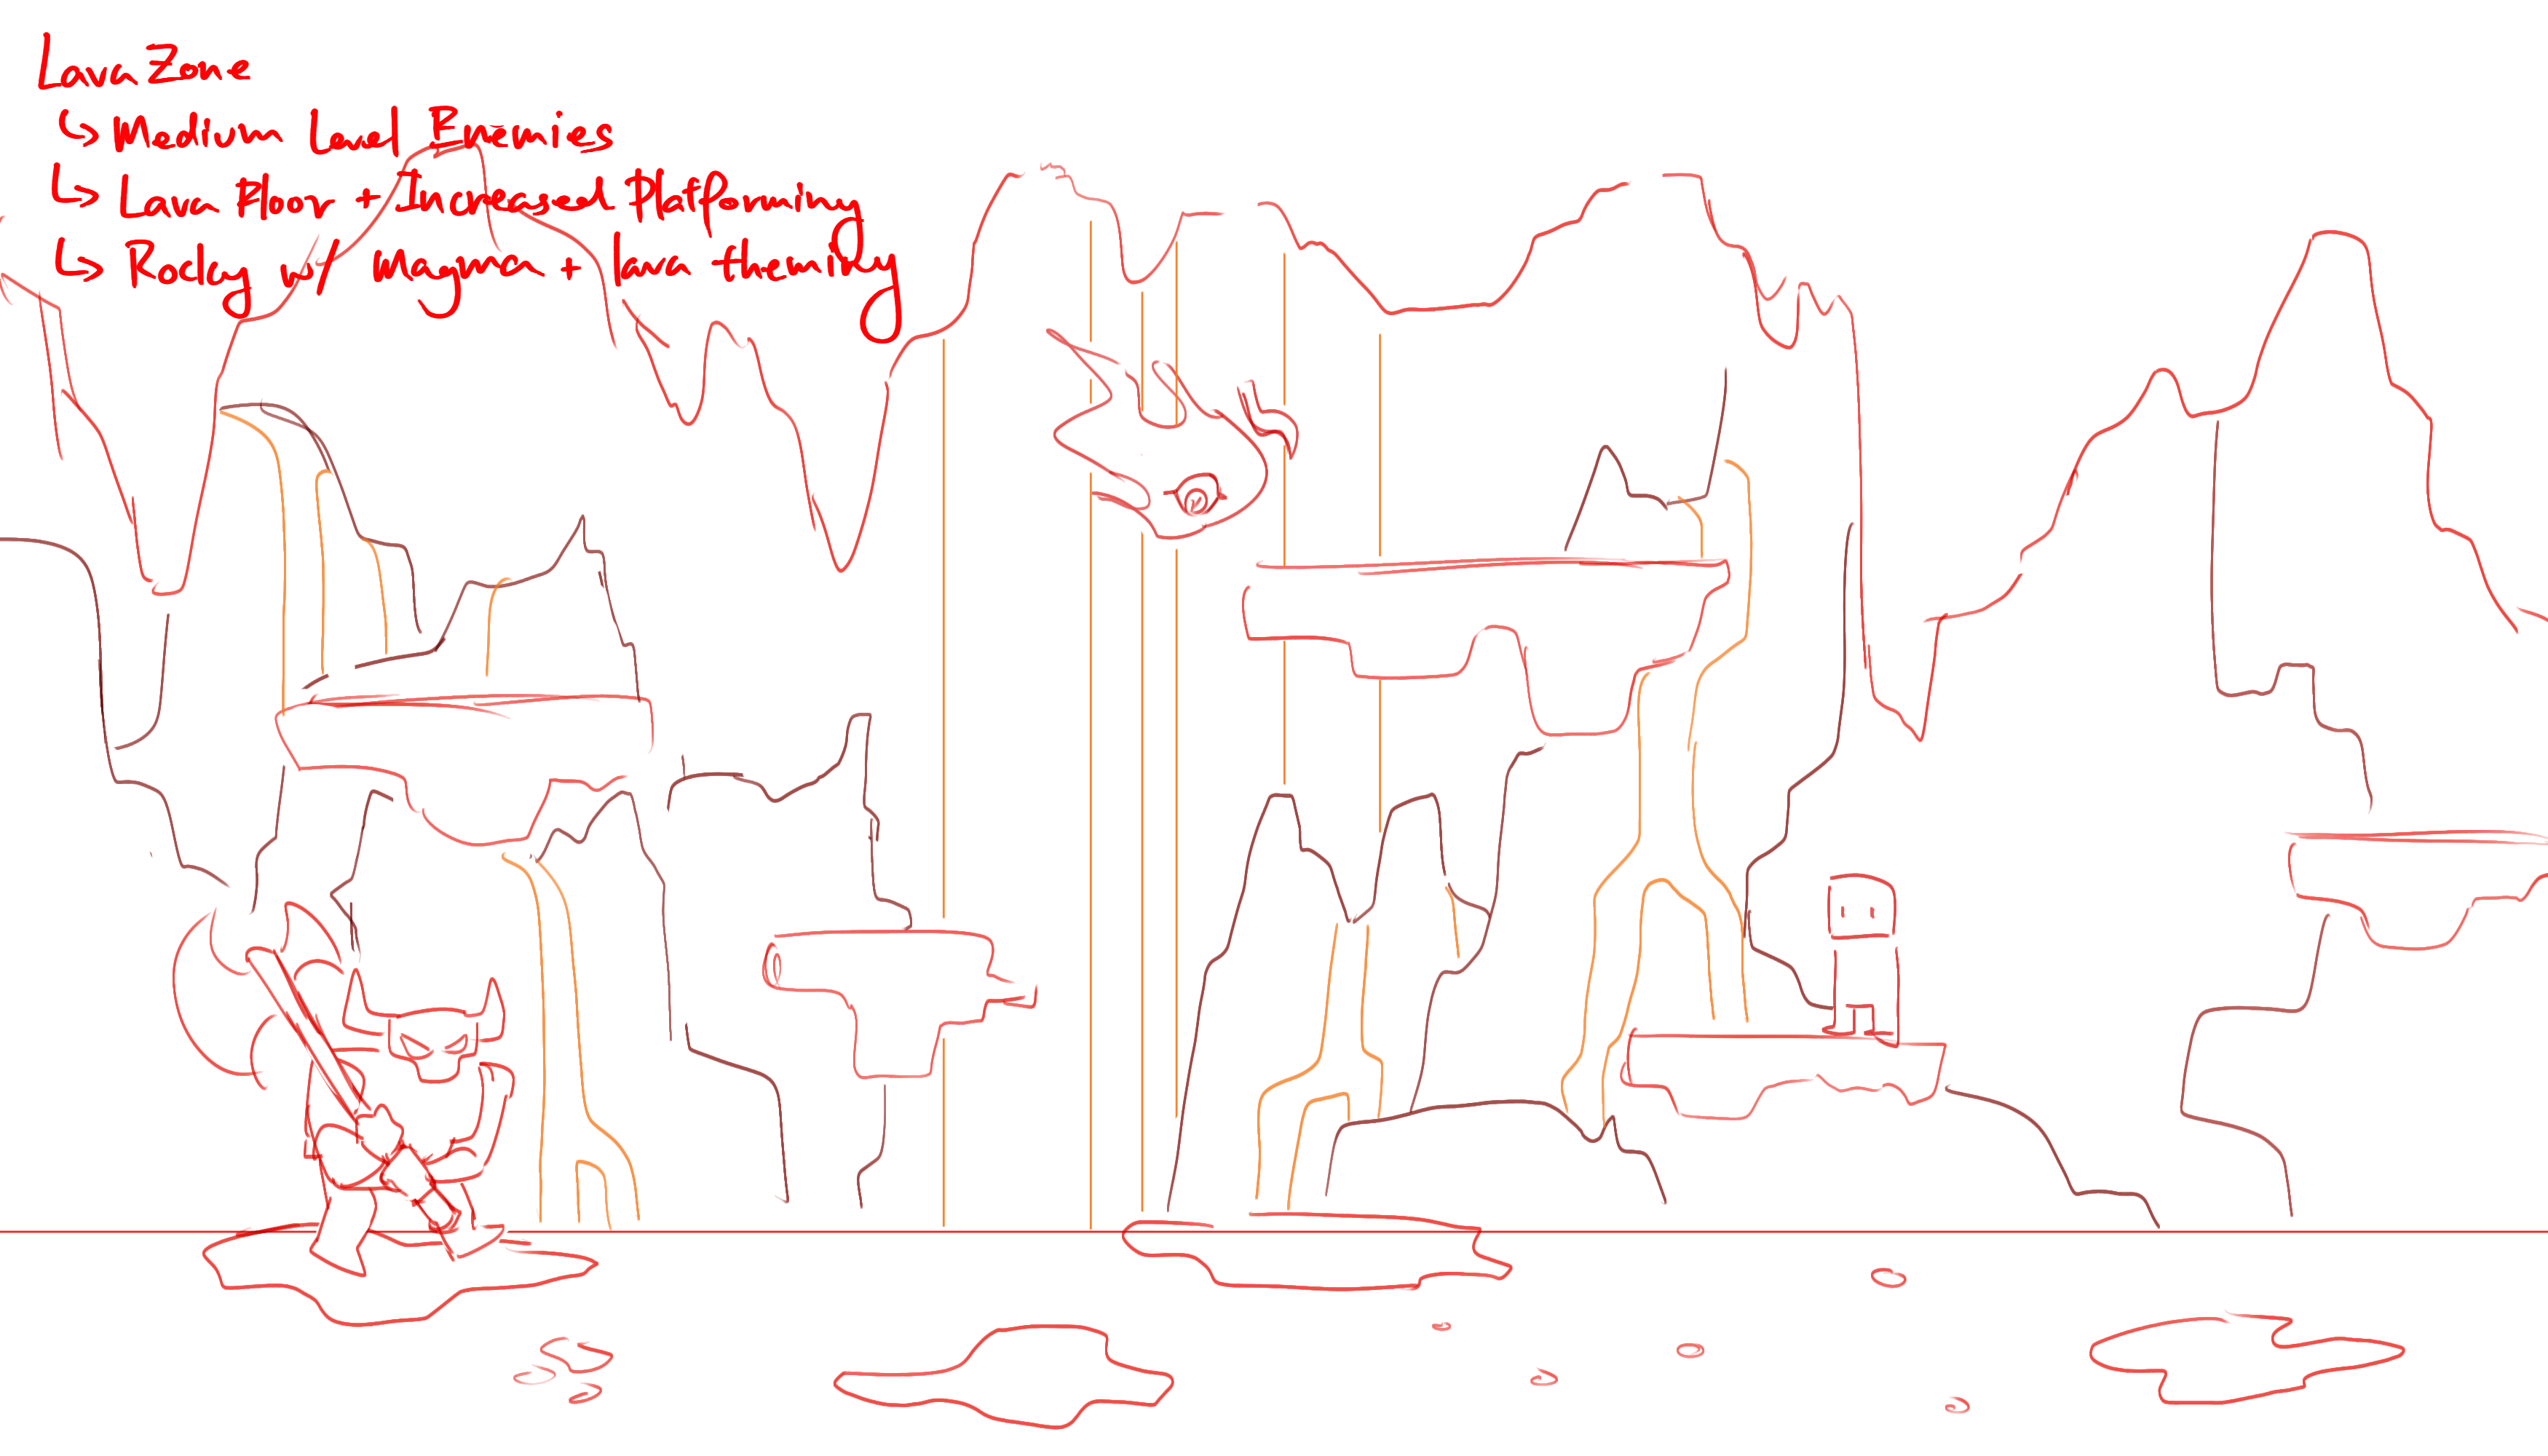 Lava Zone
↳ Medium Level Enemies
↳ Lava Floor + Increased Platforming
↳ Rocky w/ magma + lava theming